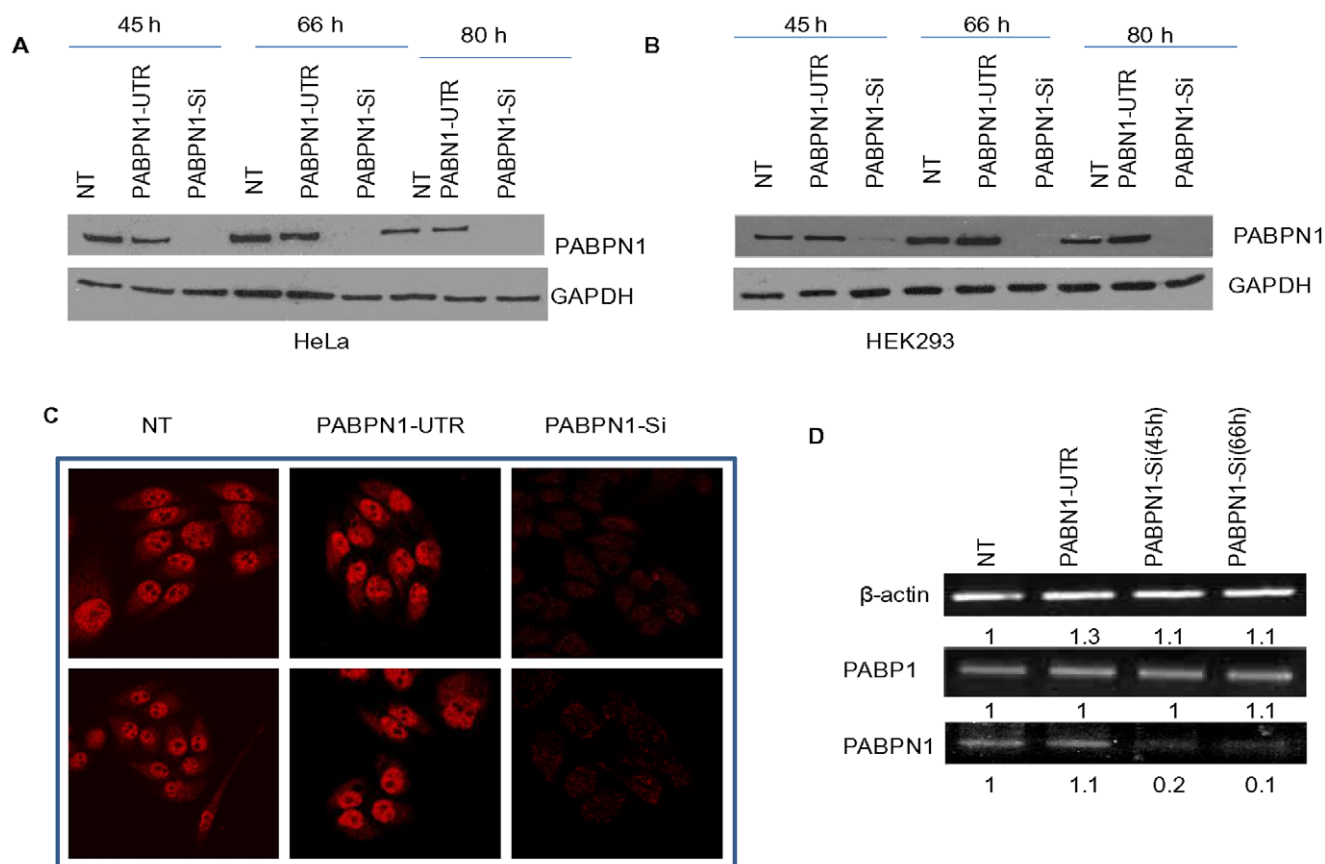 A
45 h 66 h 80 h
NT PABPN1-UTR PABPN1-Si NT PABPN1-UTR PABPN1-Si NT PABN1-UTR PABPN1-Si
PABPN1
GAPDH
HeLa
B
45 h 66 h 80 h
NT PABPN1-UTR PABPN1-Si NT PABPN1-UTR PABPN1-Si NT PABN1-UTR PABPN1-Si
PABPN1
GAPDH
HEK293
C
NT PABPN1-UTR PABPN1-Si
D
NT PABN1-UTR PABPN1-Si(45h) PABPN1-Si(66h)
β-actin
1 1.3 1.1 1.1
PABP1
1 1 1 1.1
PABPN1
1 1.1 0.2 0.1